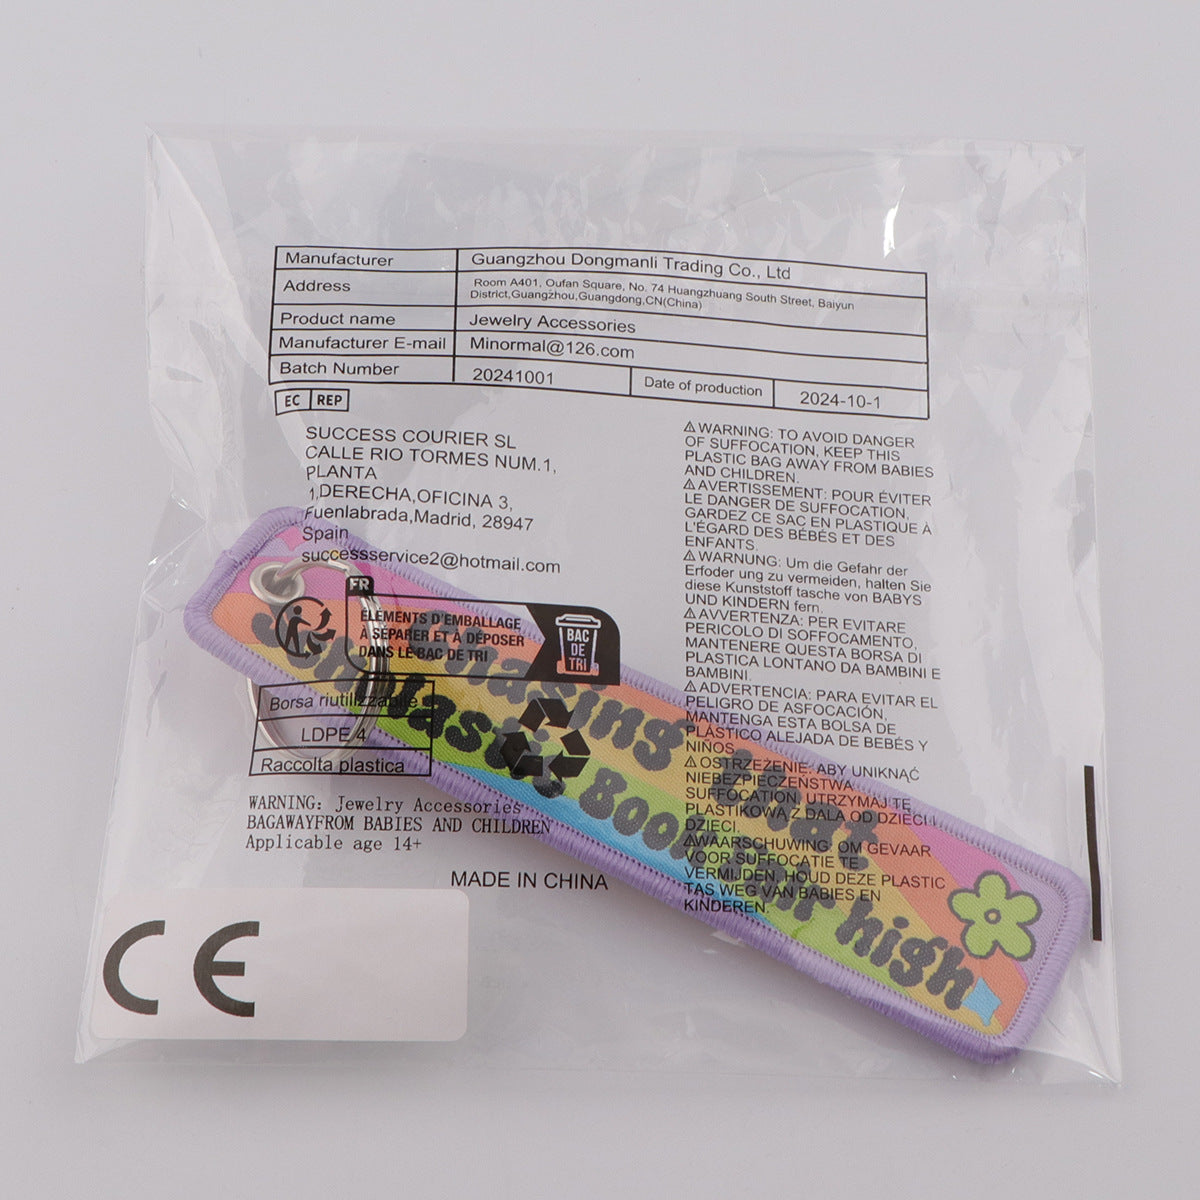 Manufacturer Guangzhou Dongmanli Trading Co., Ltd
Address Room A401, Oufan Square, No. 74 Huangzhuang South Street, Baiyun
District,Guangzhou,Guangdong,CN(China)
Product name Jewelry Accessories
Manufacturer E-mail Minormal@126.com
Batch Number 20241001 Date of production 2024-10-1
EC REP
SUCCESS COURIER SL
CALLE RIO TORMES NUM.1,
PLANTA
1,DERECHA,OFICINA 3,
Fuenlabrada,Madrid, 28947
Spain
successservice2@hotmail.com
FR
ÉLÉMENTS D'EMBALLAGE
À SÉPARER ET À DÉPOSER
DANS LE BAC DE TRI
BAC
DE
TRI
Borsa riutilizzabile
LDPE 4
Raccolta plastica
WARNING: Jewelry Accessories
BAGAWAYFROM BABIES AND CHILDREN
Applicable age 14+
MADE IN CHINA
⚠WARNING: TO AVOID DANGER
OF SUFFOCATION, KEEP THIS
PLASTIC BAG AWAY FROM BABIES
AND CHILDREN.
⚠AVERTISSEMENT: POUR ÉVITER
LE DANGER DE SUFFOCATION,
GARDEZ CE SAC EN PLASTIQUE À
L'ÉGARD DES BÉBÉS ET DES
ENFANTS.
⚠WARNUNG: Um die Gefahr der
Erfoder ung zu vermeiden, halten Sie
diese Kunststoff tasche von BABYS
UND KINDERN fern.
⚠AVVERTENZA: PER EVITARE
PERICOLO DI SOFFOCAMENTO,
MANTENERE QUESTA BORSA DI
PLASTICA LONTANO DA BAMBINI E
BAMBINI.
⚠ADVERTENCIA: PARA EVITAR EL
PELIGRO DE ASFOCACIÓN,
MANTENGA ESTA BOLSA DE
PLÁSTICO ALEJADA DE BEBÉS Y
NIÑOS.
⚠OSTRZEŻENIE: ABY UNIKNĄĆ
NIEBEZPIECZEŃSTWA
SUFFOCATION, UTRZYMAJ TĘ
PLASTIKOWĄ Z DALA OD DZIECI I
DZIECI.
⚠WAARSCHUWING: OM GEVAAR
VOOR SUFFOCATIE TE
VERMIJDEN, HOUD DEZE PLASTIC
TAS WEG VAN BABIES EN
KINDEREN.
CE
Chasing that
Scholastic Book Fair high